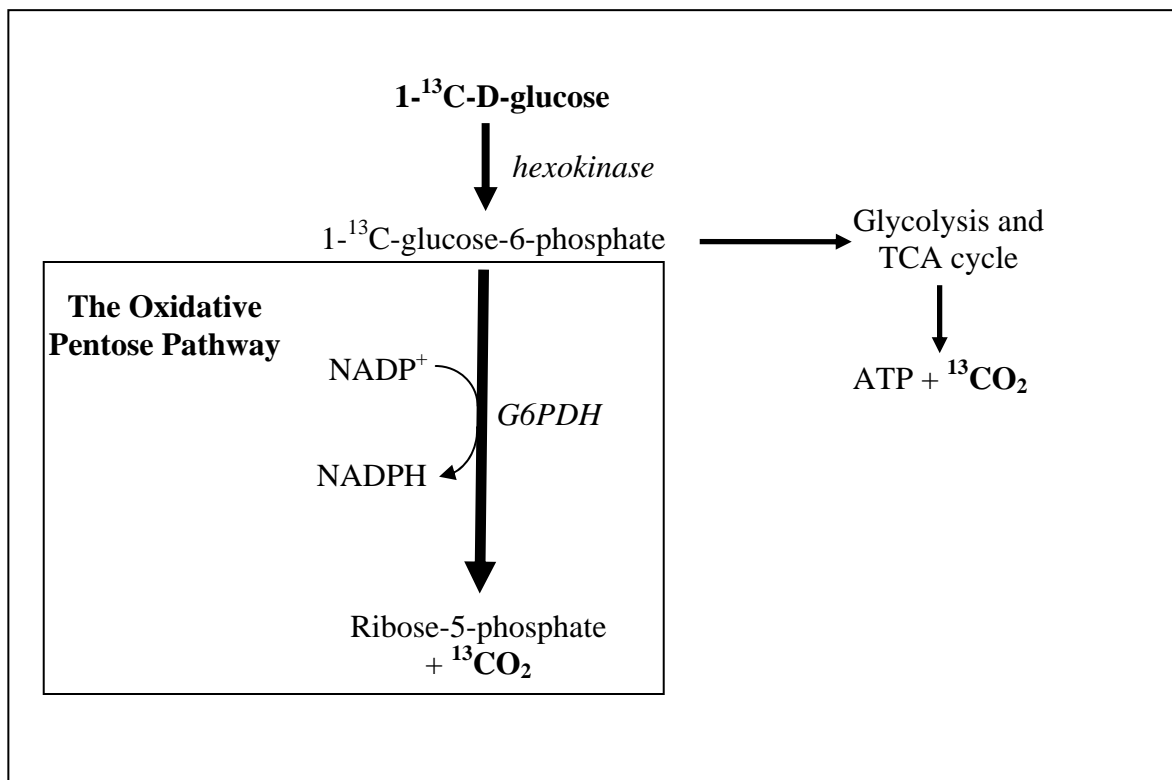 1-¹³C-D-glucose
hexokinase
1-¹³C-glucose-6-phosphate
Glycolysis and
TCA cycle
ATP + ¹³CO₂
The Oxidative
Pentose Pathway
NADP⁺
G6PDH
NADPH
Ribose-5-phosphate
+ ¹³CO₂